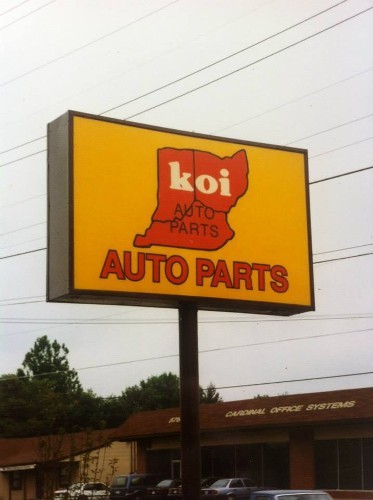 koi
AUTO
PARTS
AUTO PARTS
CARDINAL OFFICE SYSTEMS